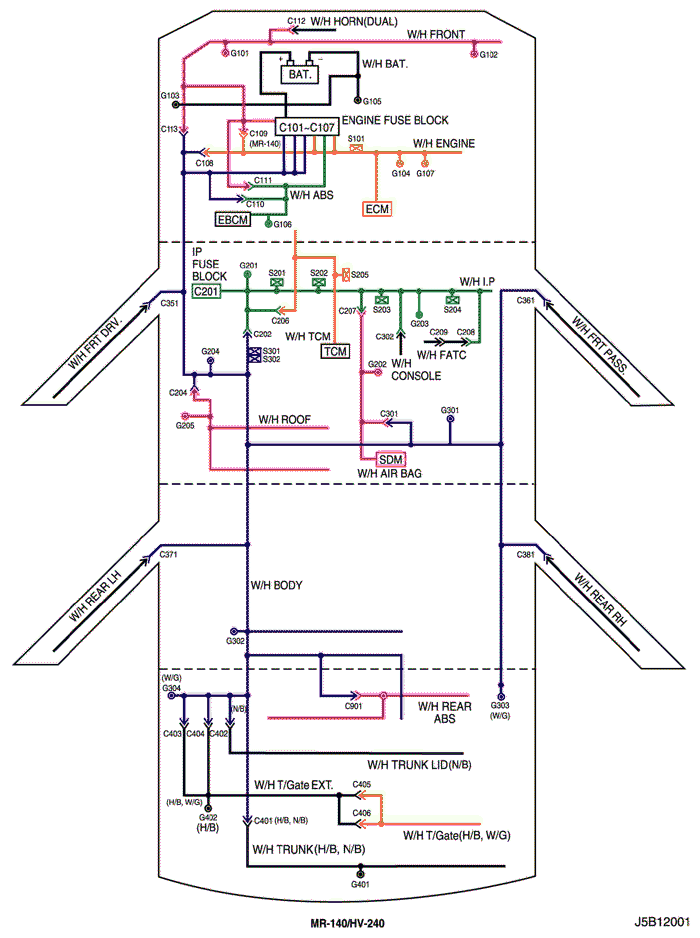 C112
W/H HORN(DUAL)
W/H FRONT
G101
G102
+
−
W/H BAT.
BAT.
G103
G105
ENGINE FUSE BLOCK
C113
C109
(MR-140)
C101~C107
S101
W/H ENGINE
C108
G104
G107
C111
W/H ABS
C110
EBCM
G106
ECM
IP
FUSE
BLOCK
G201
S201
S202
S205
W/H I.P
C201
C351
C361
C206
C207
S203
G203
S204
C202
C302
C209
C208
W/H FRT DRV.
W/H FRT PASS
W/H TCM
TCM
W/H FATC
G204
S301
S302
G202
W/H
CONSOLE
C204
G205
W/H ROOF
C301
G301
SDM
W/H AIR BAG
C371
C381
W/H REAR LH
W/H REAR RH
W/H BODY
G302
(W/G)
G304
(N/B)
C901
W/H REAR
ABS
G303
(W/G)
C403
C404
C402
W/H TRUNK LID(N/B)
W/H T/Gate EXT.
C405
(H/B, W/G)
G402
(H/B)
C401 (H/B, N/B)
C406
W/H T/Gate(H/B, W/G)
W/H TRUNK(H/B, N/B)
G401
MR-140/HV-240
J5B12001